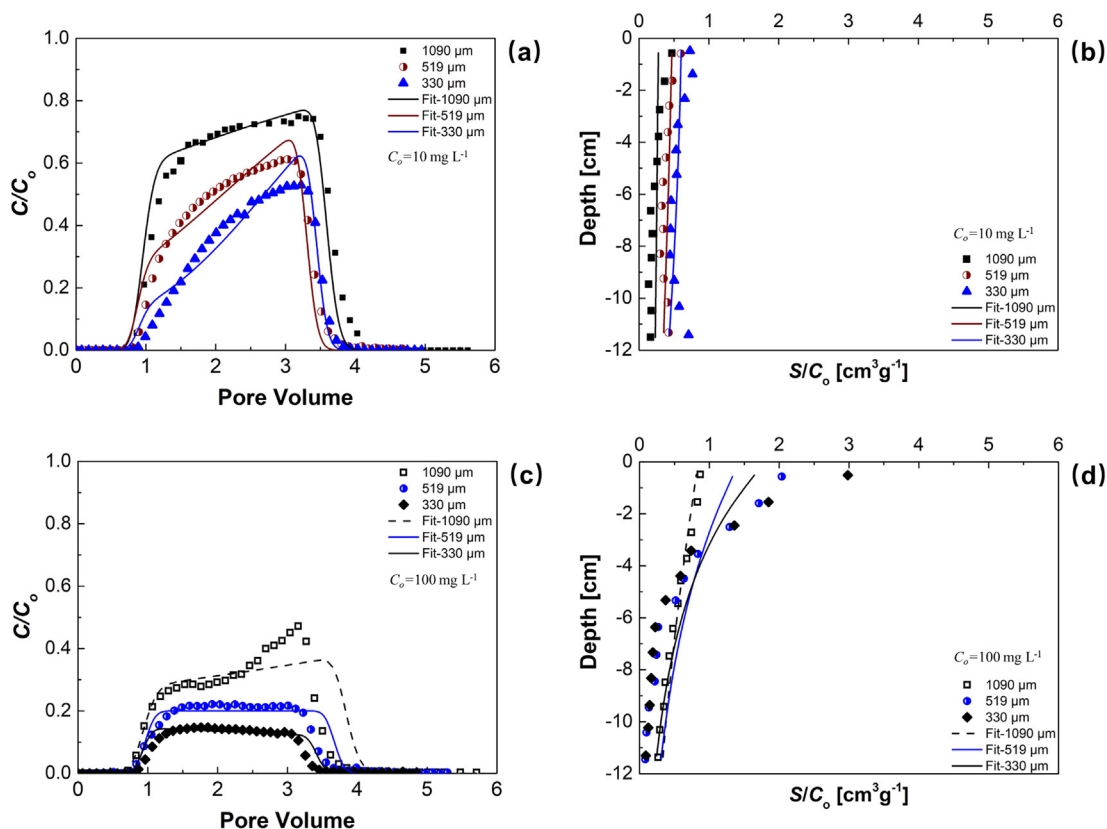 (a)
1.0
0.8
0.6
0.4
0.2
0.0
C/Co
1090 µm
519 µm
330 µm
Fit-1090 µm
Fit-519 µm
Fit-330 µm
Co=10 mg L-1
0 1 2 3 4 5 6
Pore Volume
(b)
0 1 2 3 4 5 6
0
-2
-4
-6
-8
-10
-12
Depth [cm]
Co=10 mg L-1
1090 µm
519 µm
330 µm
Fit-1090 µm
Fit-519 µm
Fit-330 µm
S/Co [cm3g-1]
(c)
1.0
0.8
0.6
0.4
0.2
0.0
C/Co
1090 µm
519 µm
330 µm
Fit-1090 µm
Fit-519 µm
Fit-330 µm
Co=100 mg L-1
0 1 2 3 4 5 6
Pore Volume
(d)
0 1 2 3 4 5 6
0
-2
-4
-6
-8
-10
-12
Depth [cm]
Co=100 mg L-1
1090 µm
519 µm
330 µm
Fit-1090 µm
Fit-519 µm
Fit-330 µm
S/Co [cm3g-1]